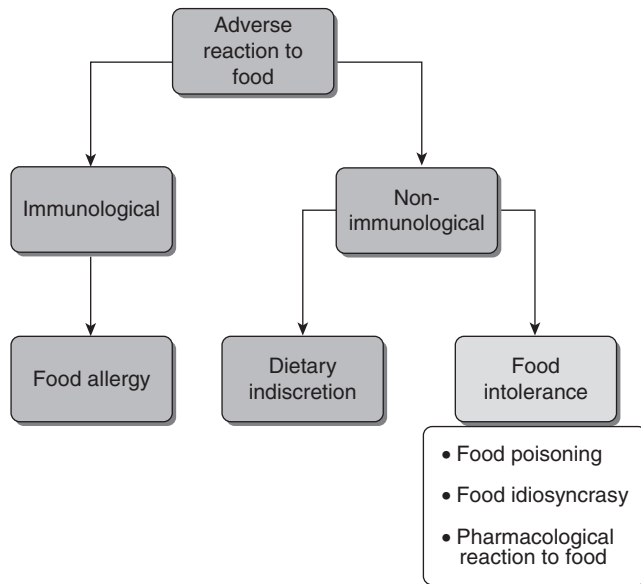 Adverse
reaction to
food
Immunological
Non-
immunological
Food allergy
Dietary
indiscretion
Food
intolerance
• Food poisoning
• Food idiosyncrasy
• Pharmacological
reaction to food